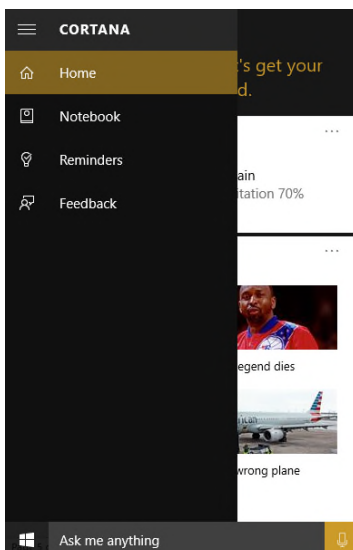 CORTANA
Home
's get your
d.
Notebook
Reminders
ain
itation 70%
Feedback
egend dies
wrong plane
Ask me anything